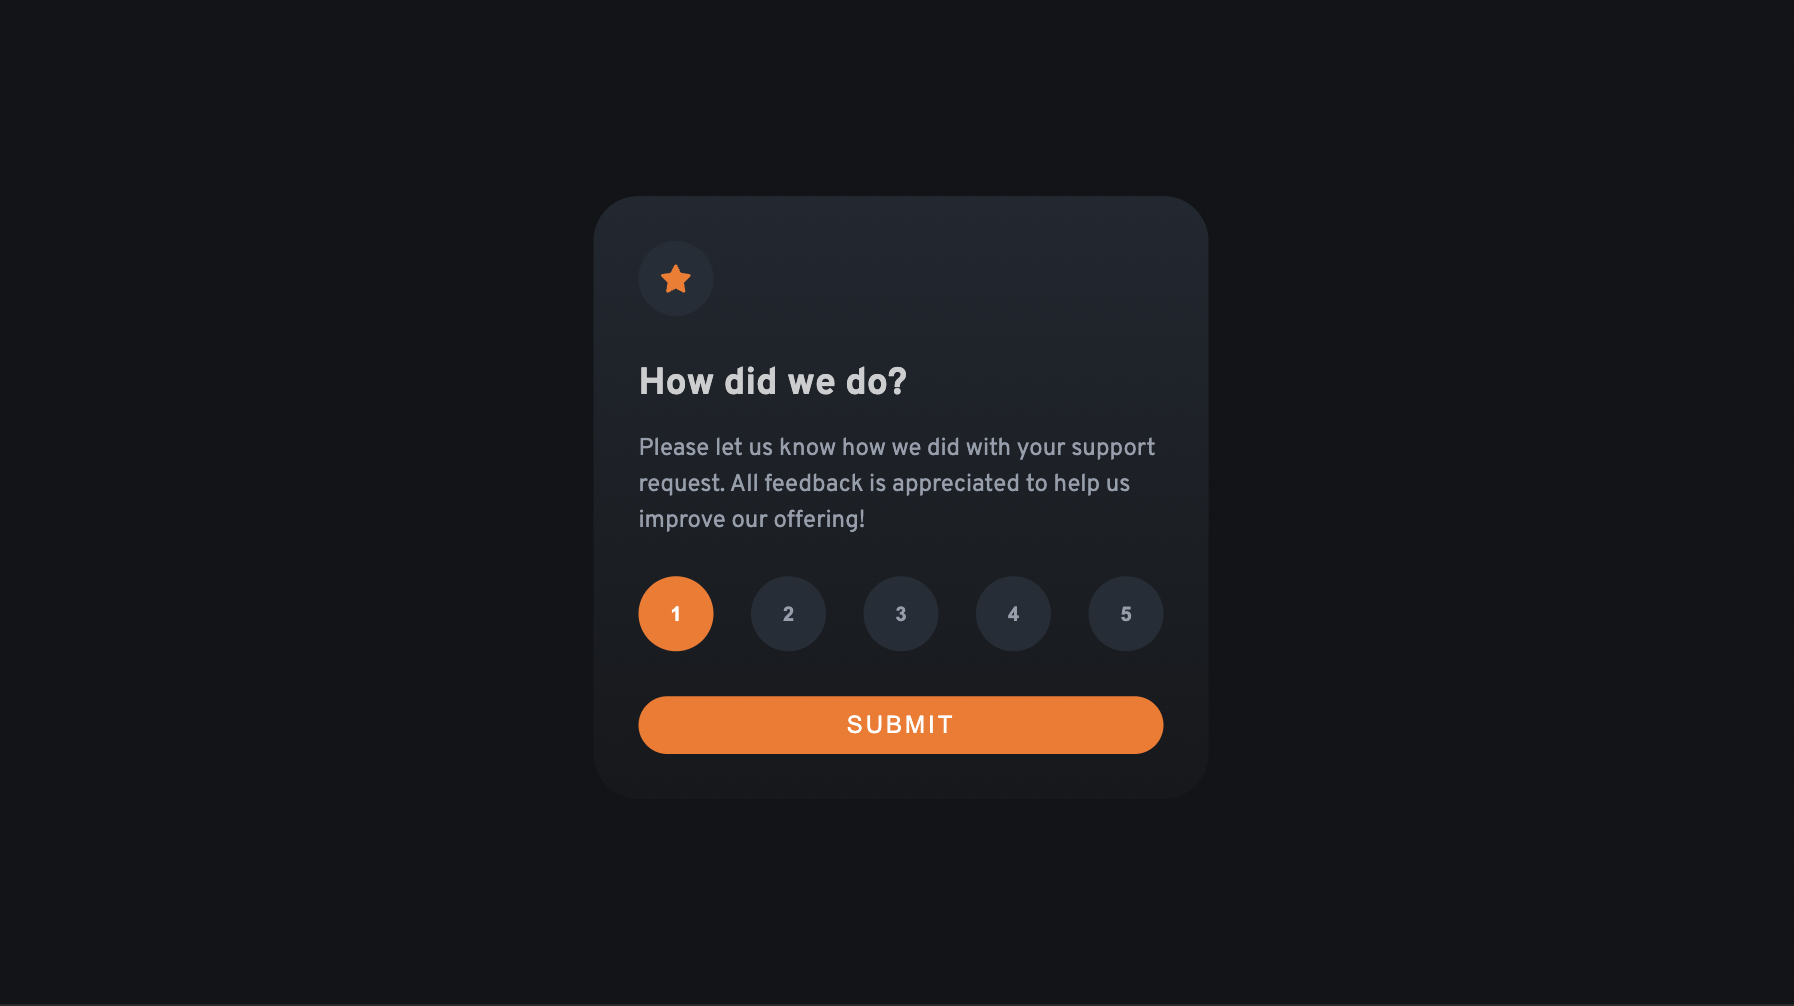 How did we do?
Please let us know how we did with your support
request. All feedback is appreciated to help us
improve our offering!
1 2 3 4 5
SUBMIT